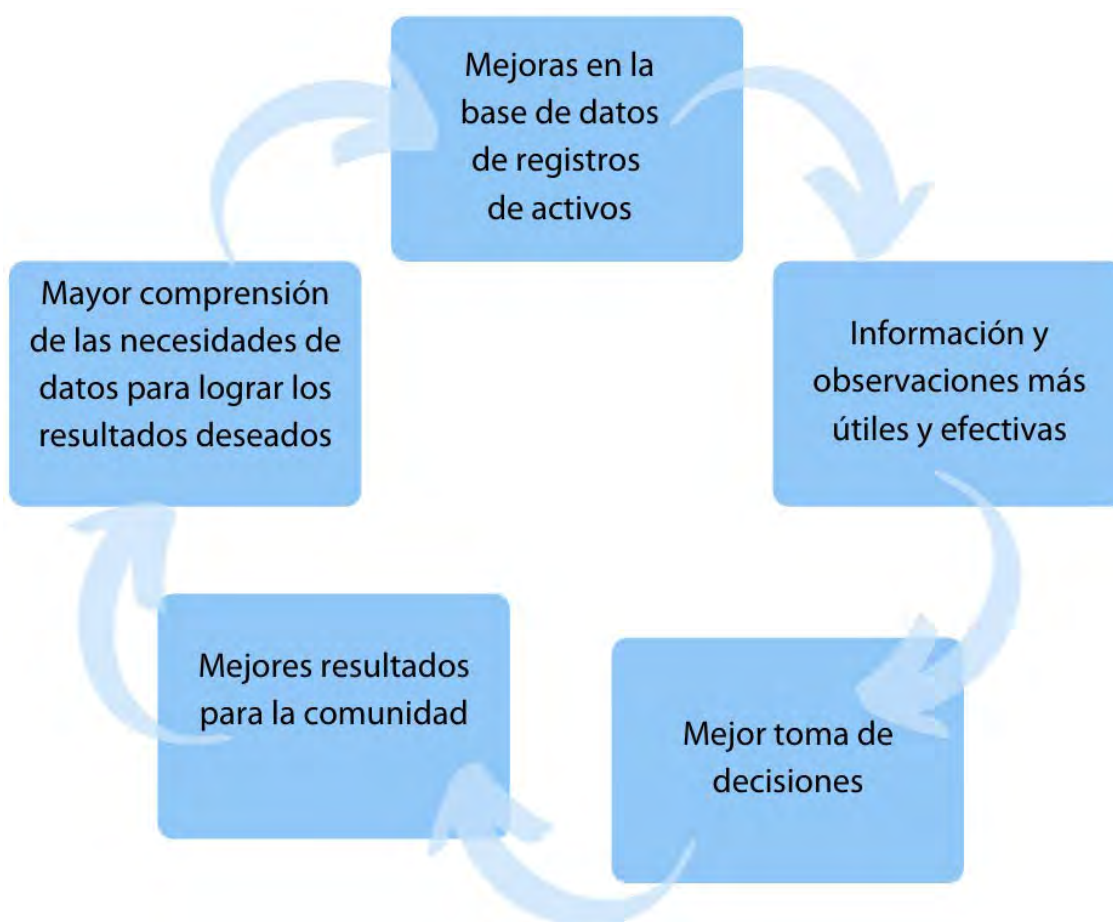 Mejoras en la
base de datos
de registros
de activos
Información y
observaciones más
útiles y efectivas
Mejor toma de
decisiones
Mejores resultados
para la comunidad
Mayor comprensión
de las necesidades de
datos para lograr los
resultados deseados